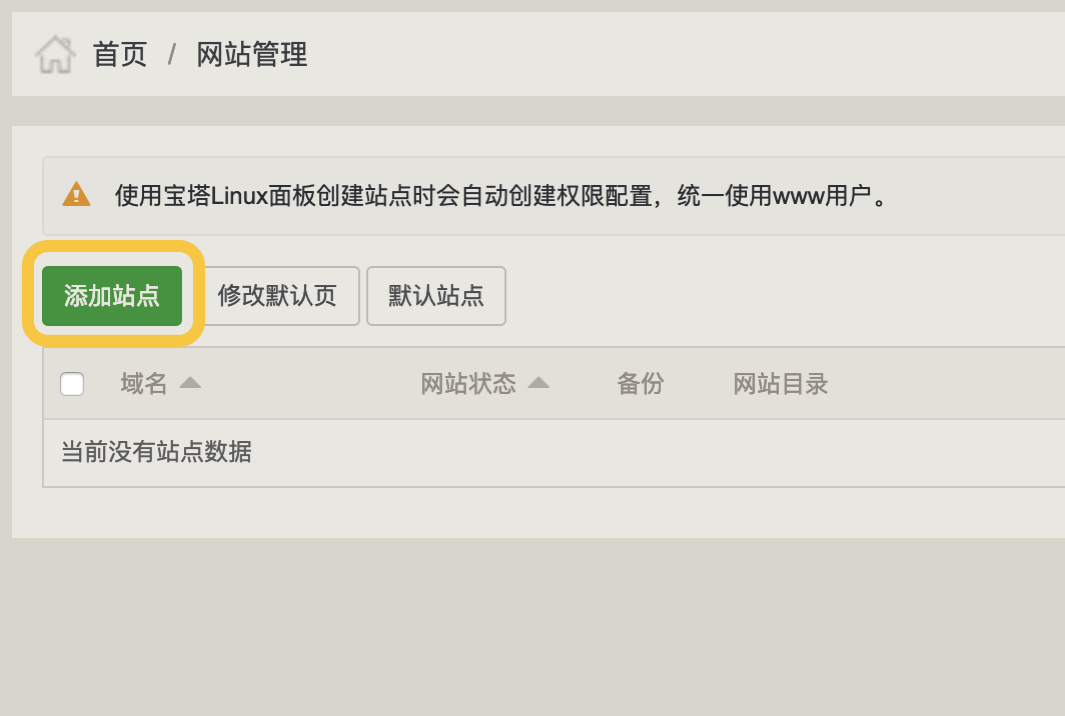 首页 / 网站管理
使用宝塔Linux面板创建站点时会自动创建权限配置，统一使用www用户。
添加站点 修改默认页 默认站点
域名 网站状态 备份 网站目录
当前没有站点数据